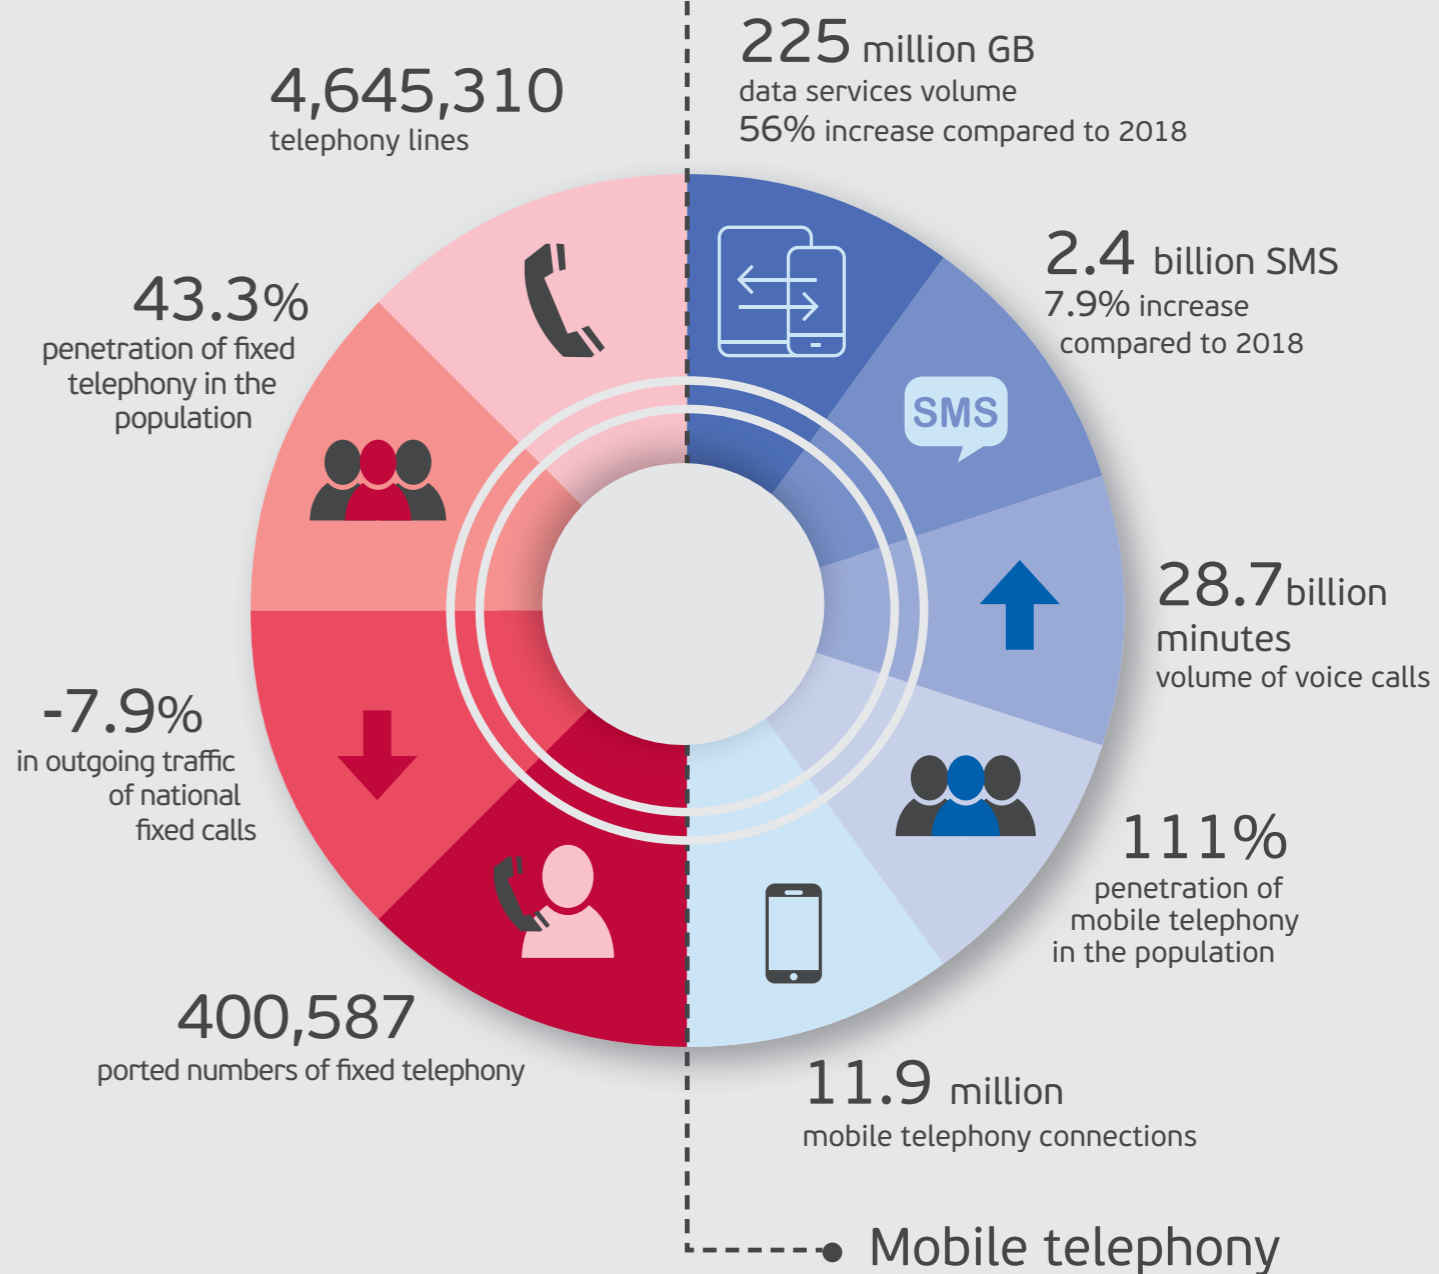 4,645,310
telephony lines
43.3%
penetration of fixed
telephony in the
population
-7.9%
in outgoing traffic
of national
fixed calls
400,587
ported numbers of fixed telephony
225 million GB
data services volume
56% increase compared to 2018
2.4 billion SMS
7.9% increase
compared to 2018
SMS
28.7 billion
minutes
volume of voice calls
111%
penetration of
mobile telephony
in the population
11.9 million
mobile telephony connections
Mobile telephony